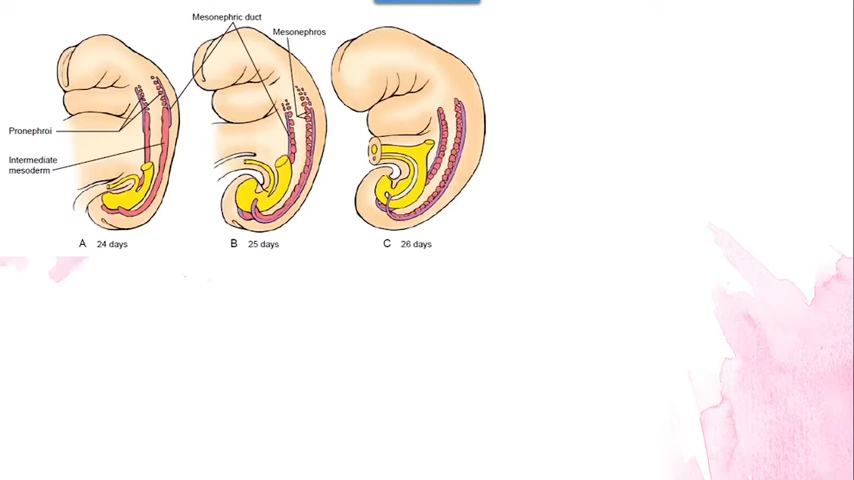 Mesonephric duct
Mesonephros
Pronephroi
Intermediate
mesoderm
A 24 days
B 25 days
C 26 days